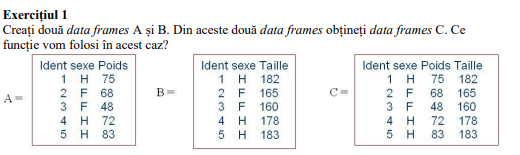 Exercițiul 1
Creați două data frames A și B. Din aceste două data frames obțineți data frames C. Ce
funcție vom folosi în acest caz?
A=
Ident sexe Poids
1 H 75
2 F 68
3 F 48
4 H 72
5 H 83
B=
Ident sexe Taille
1 H 182
2 F 165
3 F 160
4 H 178
5 H 183
C=
Ident sexe Poids Taille
1 H 75 182
2 F 68 165
3 F 48 160
4 H 72 178
5 H 83 183